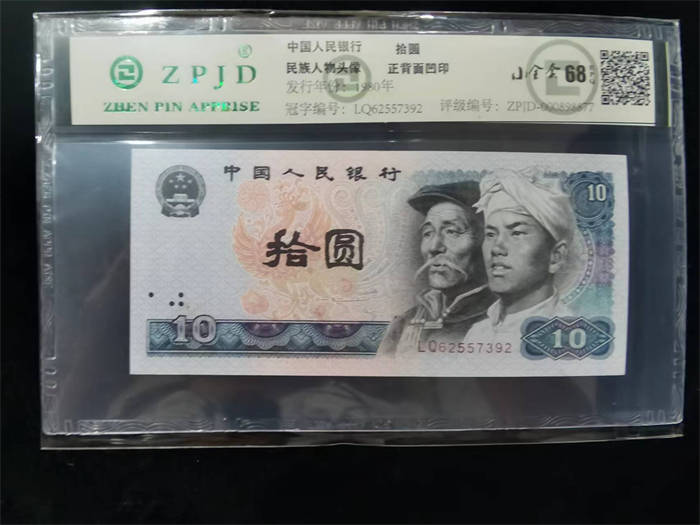 ZPJD
ZHEN PIN APPRISE
中国人民银行 拾圆
民族人物头像 正背面凹印
发行年份：1980年
冠字编号：LQ62557392 评级编号：ZPJD-000898677
68
中国人民银行
10
拾圆
10
LQ62557392
10